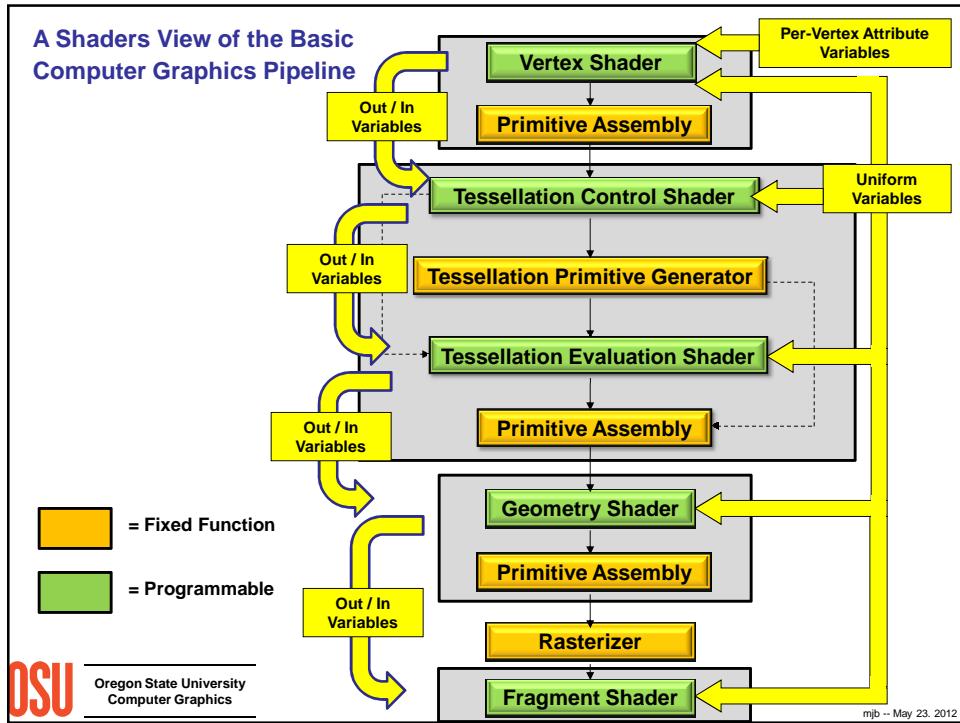 A Shaders View of the Basic
Computer Graphics Pipeline
Per-Vertex Attribute
Variables
Vertex Shader
Out / In
Variables
Primitive Assembly
Uniform
Variables
Tessellation Control Shader
Out / In
Variables
Tessellation Primitive Generator
Tessellation Evaluation Shader
Out / In
Variables
Primitive Assembly
Geometry Shader
= Fixed Function
Primitive Assembly
= Programmable
Out / In
Variables
Rasterizer
Fragment Shader
OSU
Oregon State University
Computer Graphics
mjb -- May 23. 2012